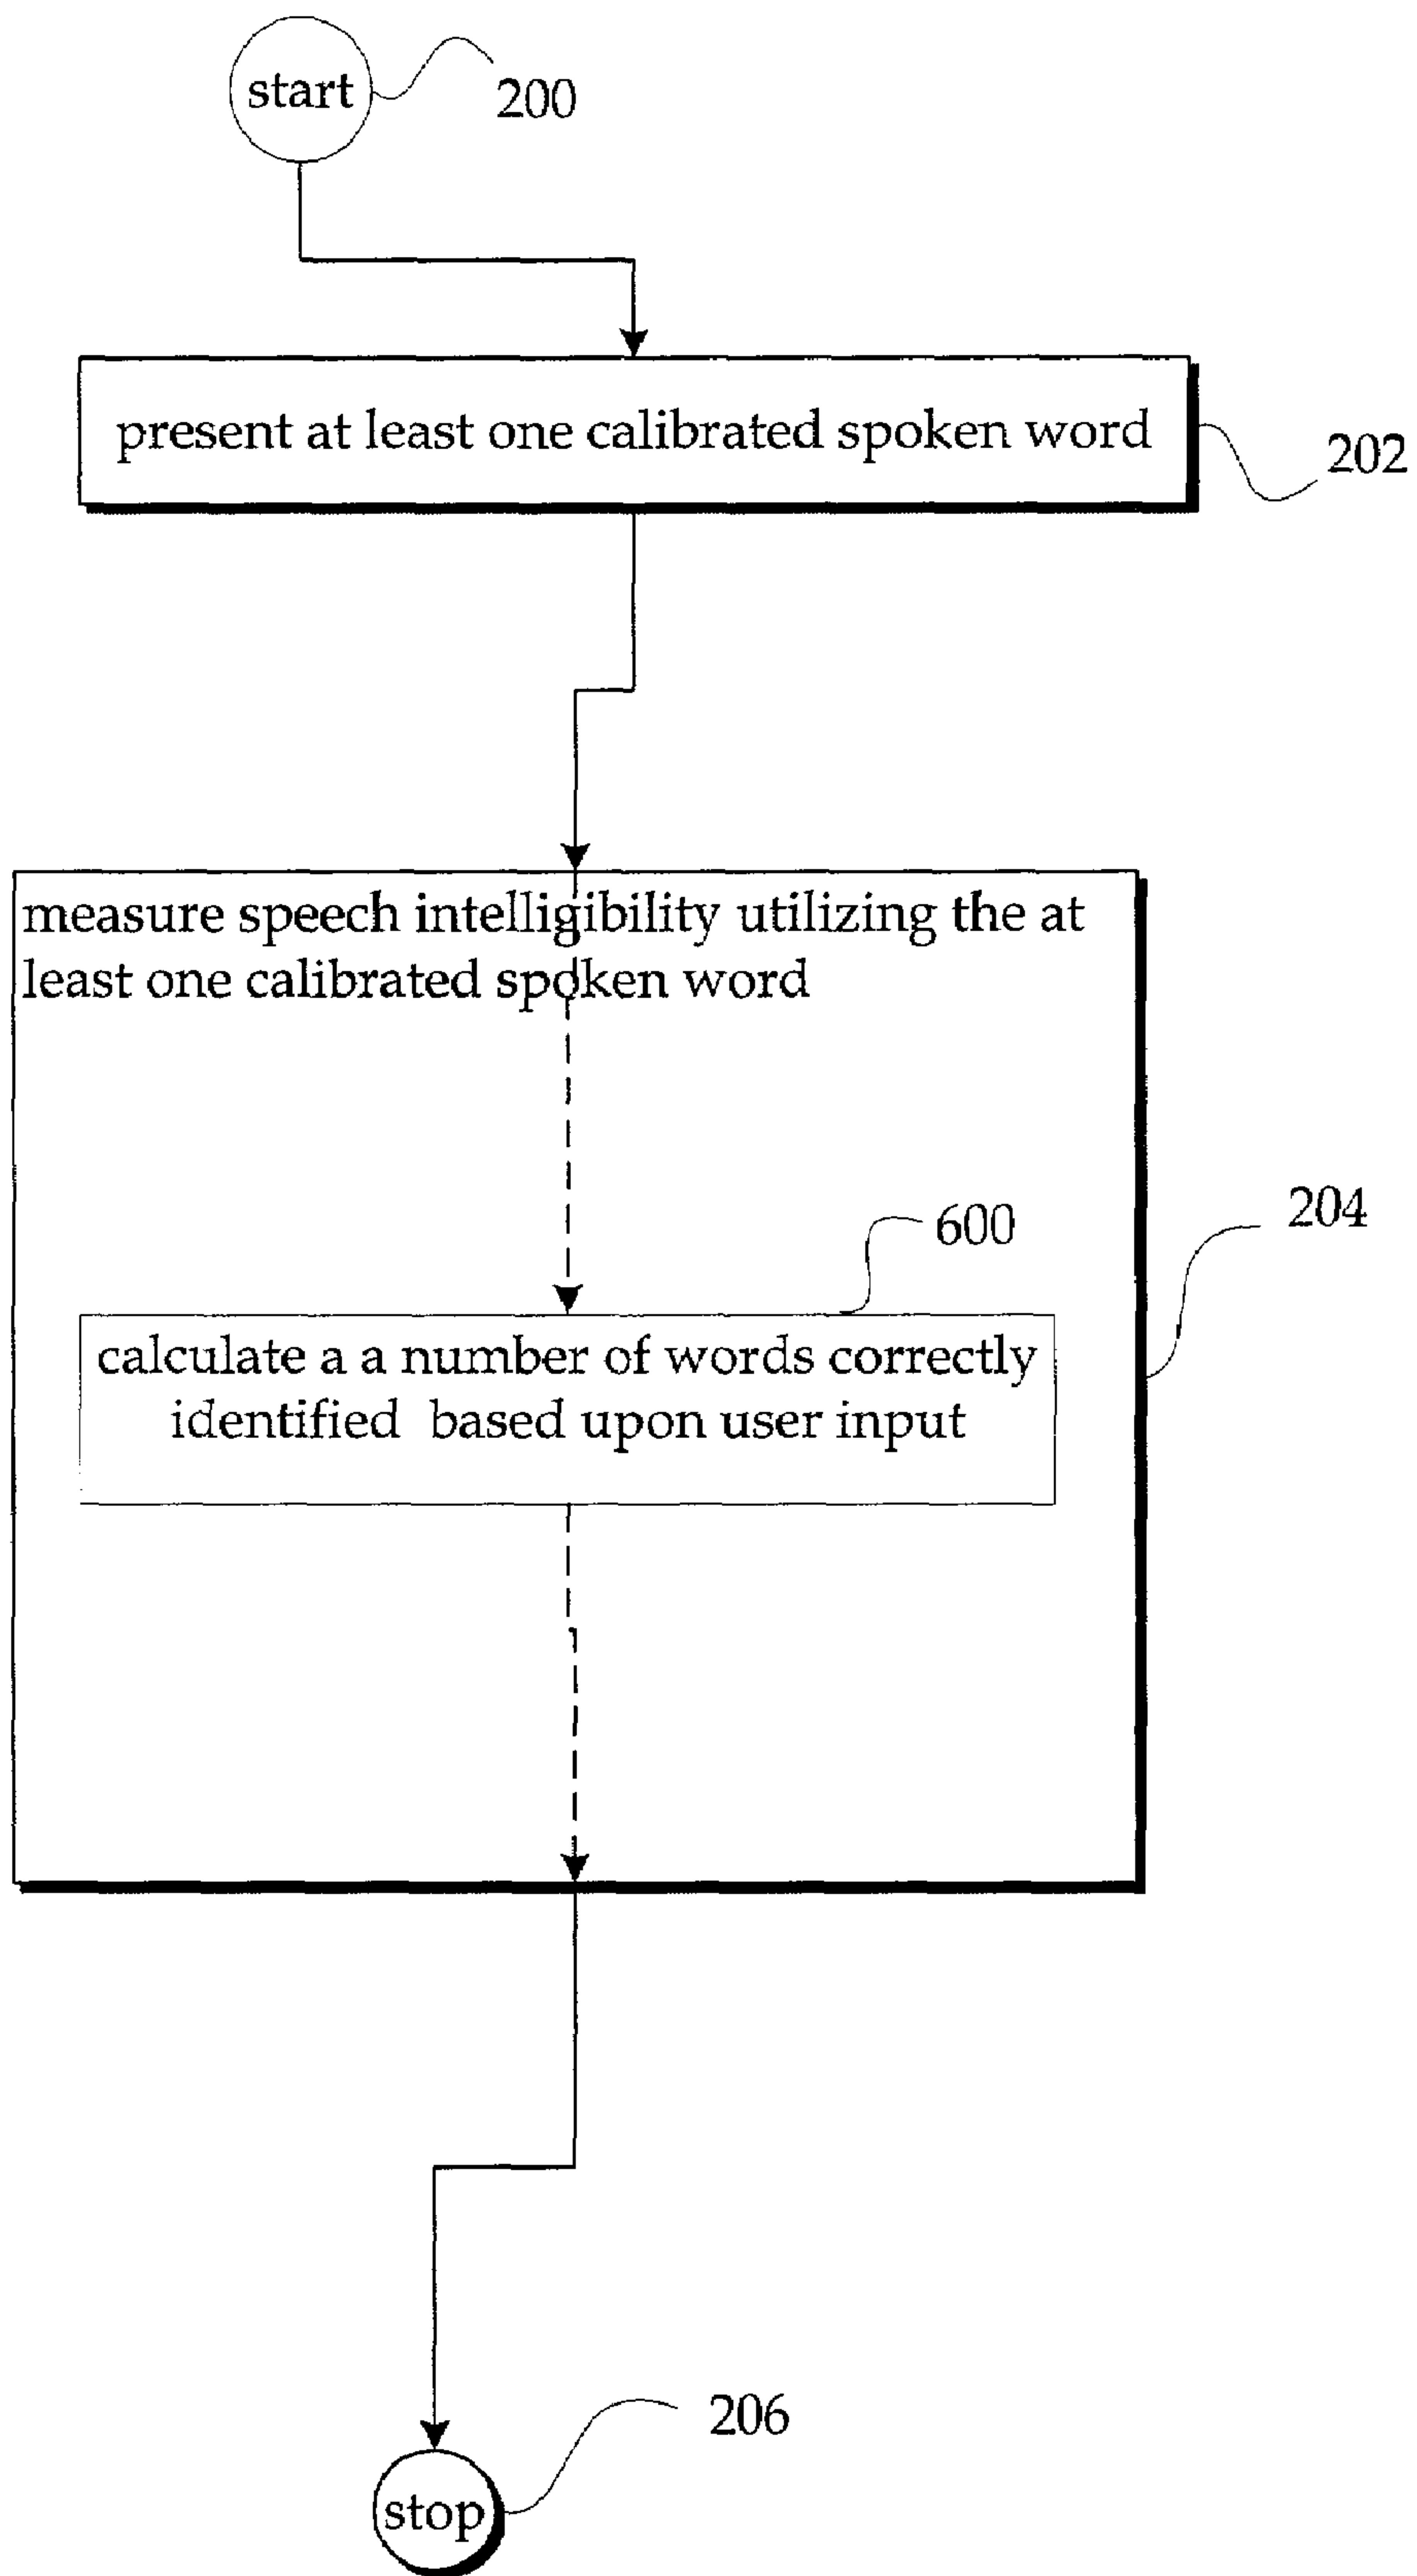 start
200
present at least one calibrated spoken word
202
measure speech intelligibility utilizing the at
least one calibrated spoken word
600
204
calculate a a number of words correctly
identified based upon user input
206
stop